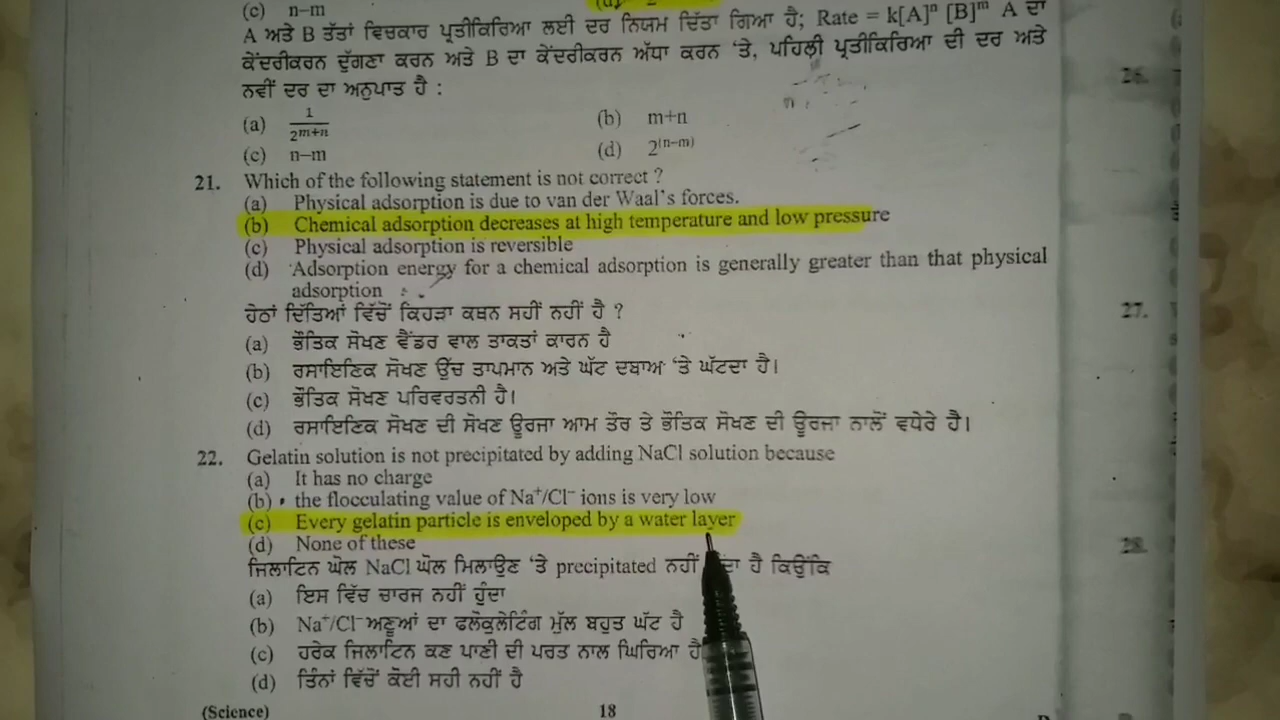 (c) n–m
A ਅਤੇ B ਤੱਤਾਂ ਵਿਚਕਾਰ ਪ੍ਰਤੀਕਿਰਿਆ ਲਈ ਦਰ ਨਿਯਮ ਦਿੱਤਾ ਗਿਆ ਹੈ; Rate = k[A]ⁿ [B]ᵐ A ਦਾ
ਕੇਂਦਰੀਕਰਨ ਦੁੱਗਣਾ ਕਰਨ ਅਤੇ B ਦਾ ਕੇਂਦਰੀਕਰਨ ਅੱਧਾ ਕਰਨ 'ਤੇ, ਪਹਿਲੀ ਪ੍ਰਤੀਕਿਰਿਆ ਦੀ ਦਰ ਅਤੇ
ਨਵੀਂ ਦਰ ਦਾ ਅਨੁਪਾਤ ਹੈ :
(a) 1/2^(m+n) (b) m+n
(c) n–m (d) 2^(n–m)
21. Which of the following statement is not correct ?
(a) Physical adsorption is due to van der Waal's forces.
(b) Chemical adsorption decreases at high temperature and low pressure
(c) Physical adsorption is reversible
(d) Adsorption energy for a chemical adsorption is generally greater than that physical
adsorption
ਹੇਠਾਂ ਦਿੱਤਿਆਂ ਵਿੱਚੋਂ ਕਿਹੜਾ ਕਥਨ ਸਹੀਂ ਨਹੀਂ ਹੈ ?
(a) ਭੌਤਿਕ ਸੋਖਣ ਵੈਂਡਰ ਵਾਲ ਤਾਕਤਾਂ ਕਾਰਨ ਹੈ
(b) ਰਸਾਇਣਿਕ ਸੋਖਣ ਉੱਚ ਤਾਪਮਾਨ ਅਤੇ ਘੱਟ ਦਬਾਅ 'ਤੇ ਘੱਟਦਾ ਹੈ।
(c) ਭੌਤਿਕ ਸੋਖਣ ਪਰਿਵਰਤਨੀ ਹੈ।
(d) ਰਸਾਇਣਿਕ ਸੋਖਣ ਦੀ ਸੋਖਣ ਊਰਜਾ ਆਮ ਤੌਰ ਤੇ ਭੌਤਿਕ ਸੋਖਣ ਦੀ ਊਰਜਾ ਨਾਲੋਂ ਵਧੇਰੇ ਹੈ।
22. Gelatin solution is not precipitated by adding NaCl solution because
(a) It has no charge
(b) the flocculating value of Na⁺/Cl⁻ ions is very low
(c) Every gelatin particle is enveloped by a water layer
(d) None of these
ਜਿਲਾਟਿਨ ਘੋਲ NaCl ਘੋਲ ਮਿਲਾਉਣ 'ਤੇ precipitated ਨਹੀਂ ਹੈ ਕਿਉਂਕਿ
(a) ਇਸ ਵਿੱਚ ਚਾਰਜ ਨਹੀਂ ਹੁੰਦਾ
(b) Na⁺/Cl⁻ ਅਣੂਆਂ ਦਾ ਫਲੋਕੁਲੇਟਿੰਗ ਮੁੱਲ ਬਹੁਤ ਘੱਟ ਹੈ
(c) ਹਰੇਕ ਜਿਲਾਟਿਨ ਕਣ ਪਾਣੀ ਦੀ ਪਰਤ ਨਾਲ ਘਿਰਿਆ ਹੈ
(d) ਤਿੰਨਾਂ ਵਿੱਚੋਂ ਕੋਈ ਸਹੀ ਨਹੀਂ ਹੈ
(Science) 18
26.
27.
28.